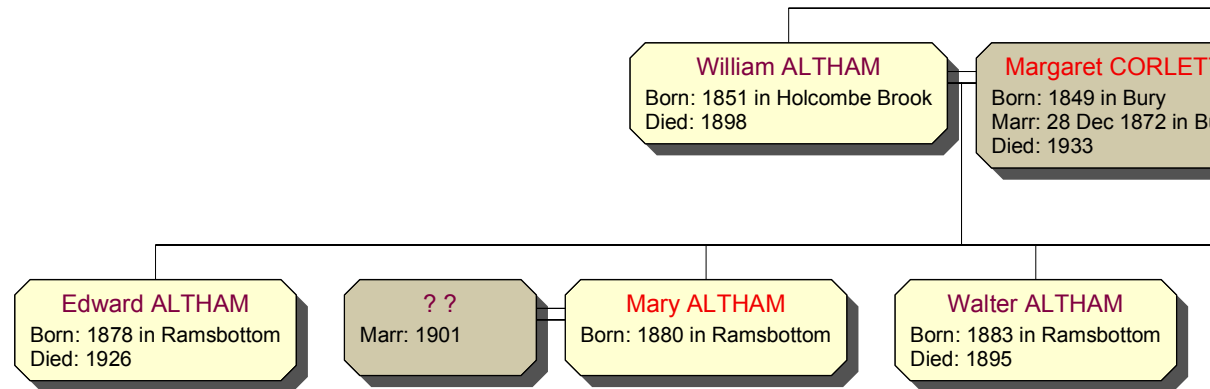 William ALTHAM
Born: 1851 in Holcombe Brook
Died: 1898
Margaret CORLETT
Born: 1849 in Bury
Marr: 28 Dec 1872 in
Died: 1933
Edward ALTHAM
Born: 1878 in Ramsbottom
Died: 1926
? ?
Marr: 1901
Mary ALTHAM
Born: 1880 in Ramsbottom
Walter ALTHAM
Born: 1883 in Ramsbottom
Died: 1895